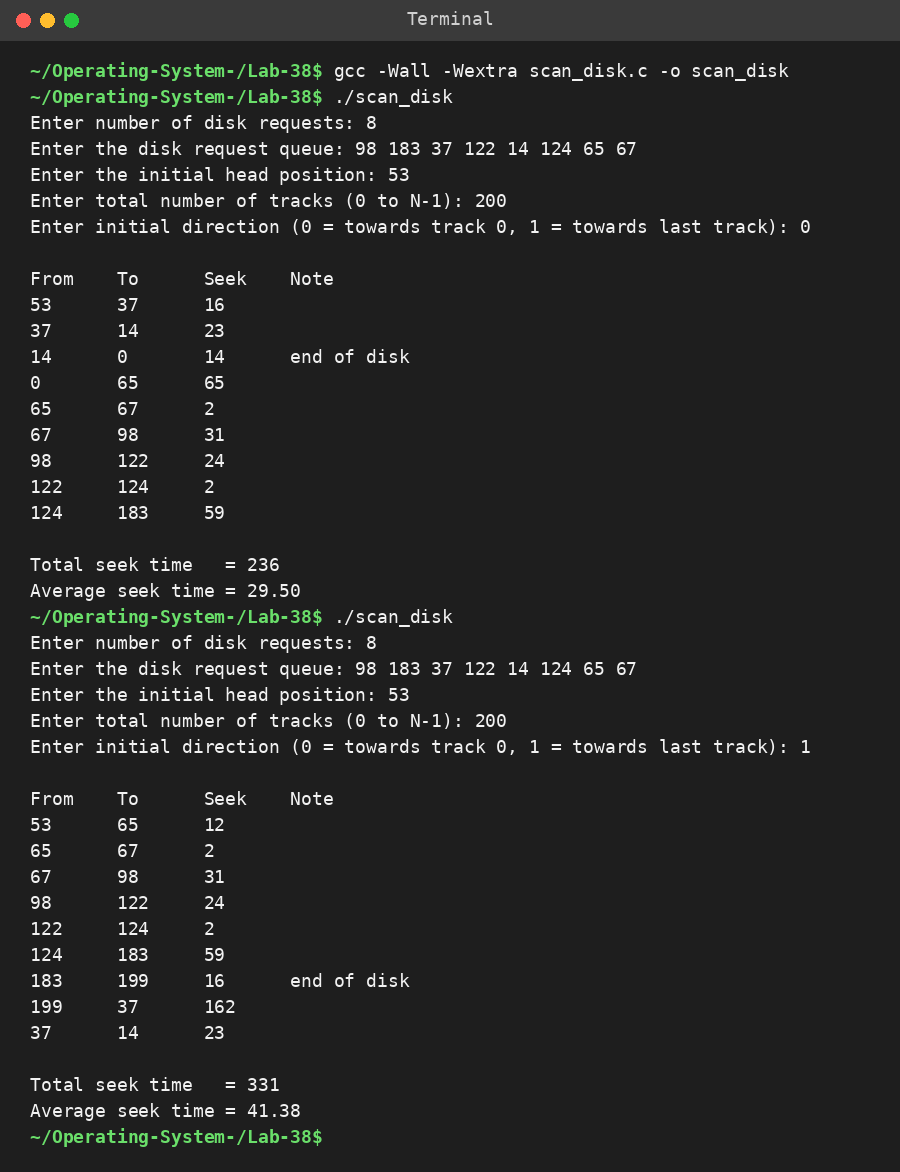 Terminal
~/Operating-System-/Lab-38$ gcc -Wall -Wextra scan_disk.c -o scan_disk
~/Operating-System-/Lab-38$ ./scan_disk
Enter number of disk requests: 8
Enter the disk request queue: 98 183 37 122 14 124 65 67
Enter the initial head position: 53
Enter total number of tracks (0 to N-1): 200
Enter initial direction (0 = towards track 0, 1 = towards last track): 0
From    To      Seek    Note
53      37      16
37      14      23
14      0       14      end of disk
0       65      65
65      67      2
67      98      31
98      122     24
122     124     2
124     183     59
Total seek time   = 236
Average seek time = 29.50
~/Operating-System-/Lab-38$ ./scan_disk
Enter number of disk requests: 8
Enter the disk request queue: 98 183 37 122 14 124 65 67
Enter the initial head position: 53
Enter total number of tracks (0 to N-1): 200
Enter initial direction (0 = towards track 0, 1 = towards last track): 1
From    To      Seek    Note
53      65      12
65      67      2
67      98      31
98      122     24
122     124     2
124     183     59
183     199     16      end of disk
199     37      162
37      14      23
Total seek time   = 331
Average seek time = 41.38
~/Operating-System-/Lab-38$